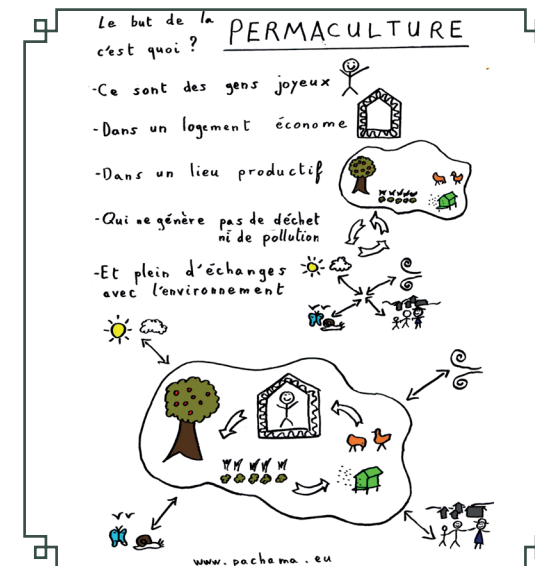 Le but de la
c'est quoi ? PERMACULTURE
-Ce sont des gens joyeux
-Dans un logement économe
-Dans un lieu productif
-Qui ne génère pas de déchet
ni de pollution
-Et plein d'échanges
avec l'environnement
www.pachama.eu